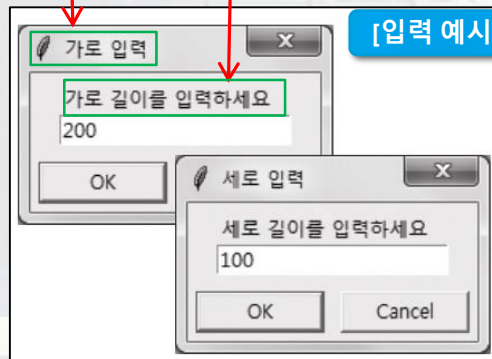 [입력 예시
가로 입력
가로 길이를 입력하세요
200
OK
세로 입력
세로 길이를 입력하세요
100
OK
Cancel